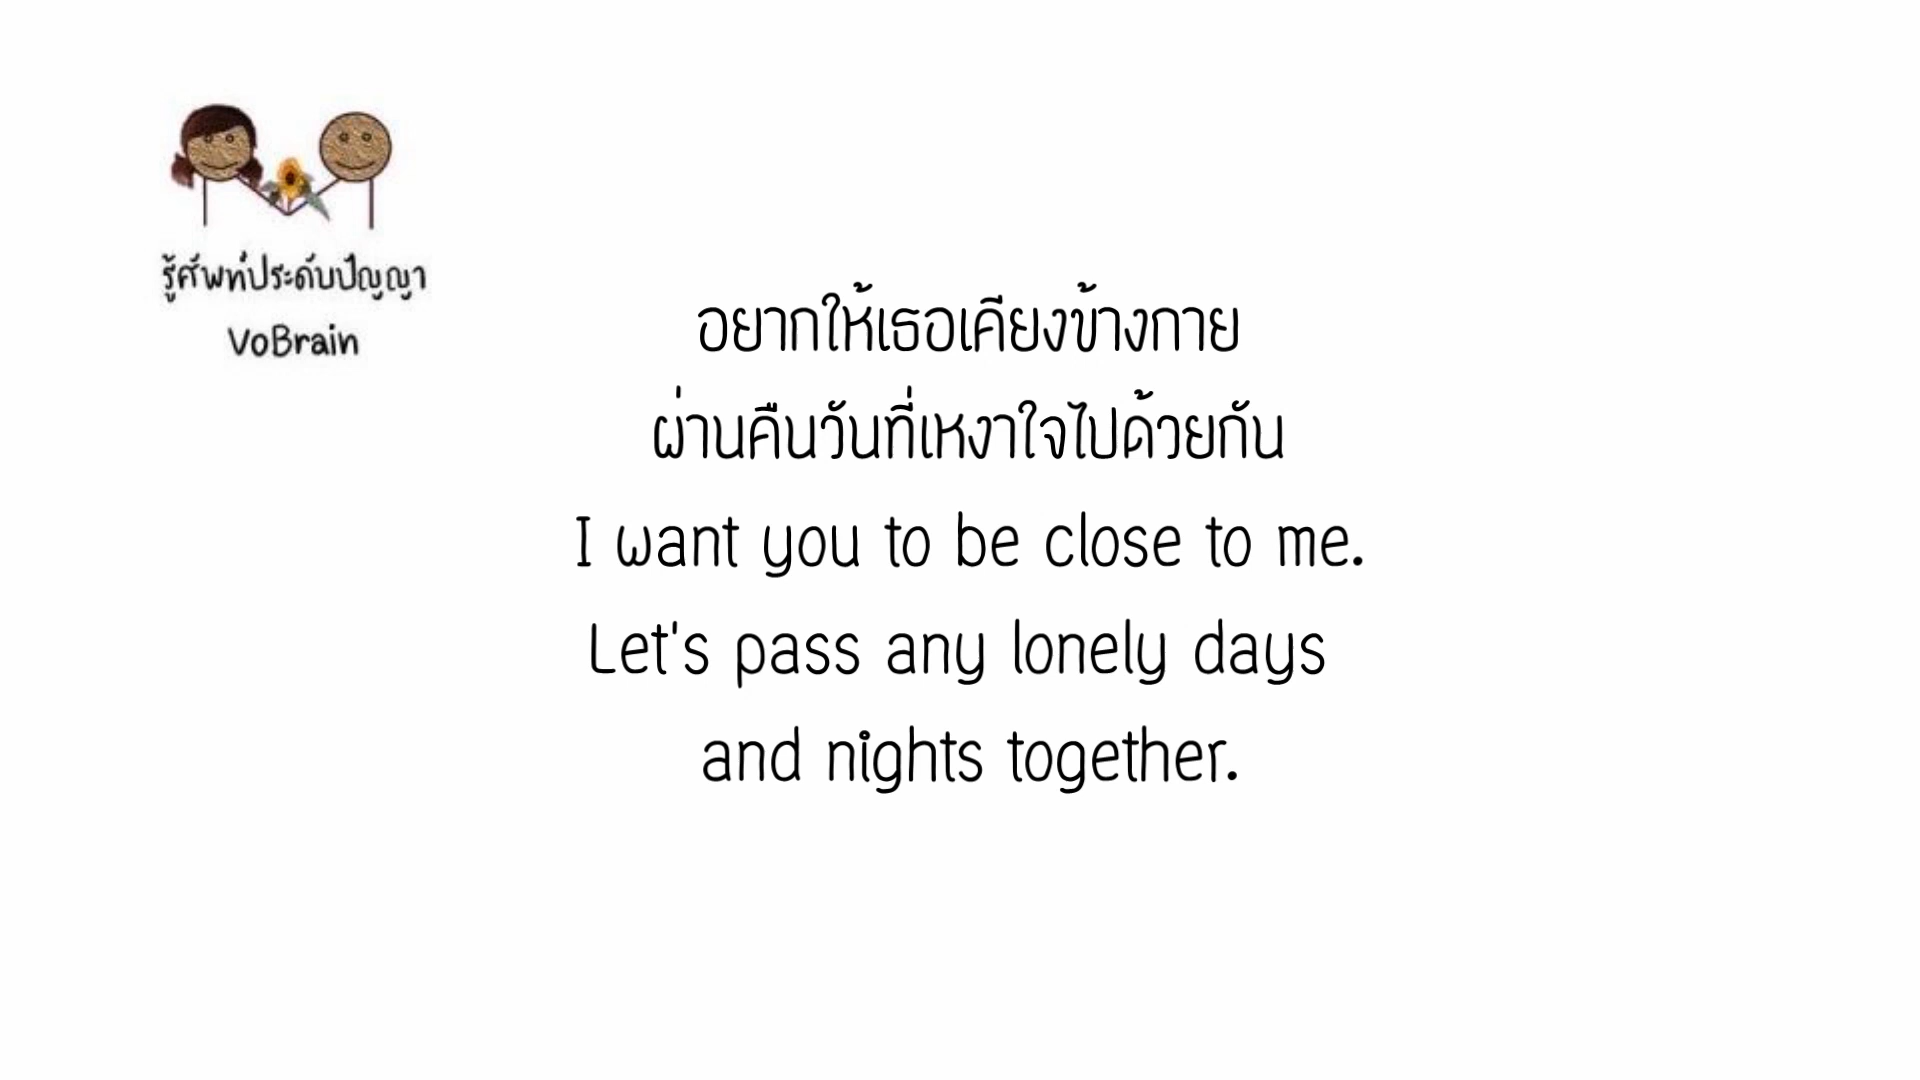 รู้ศัพท์ประดับปัญญา
VoBrain
อยากให้เธอเคียงข้างกาย
ผ่านคืนวันที่เหงาใจไปด้วยกัน
I want you to be close to me.
Let's pass any lonely days
and nights together.